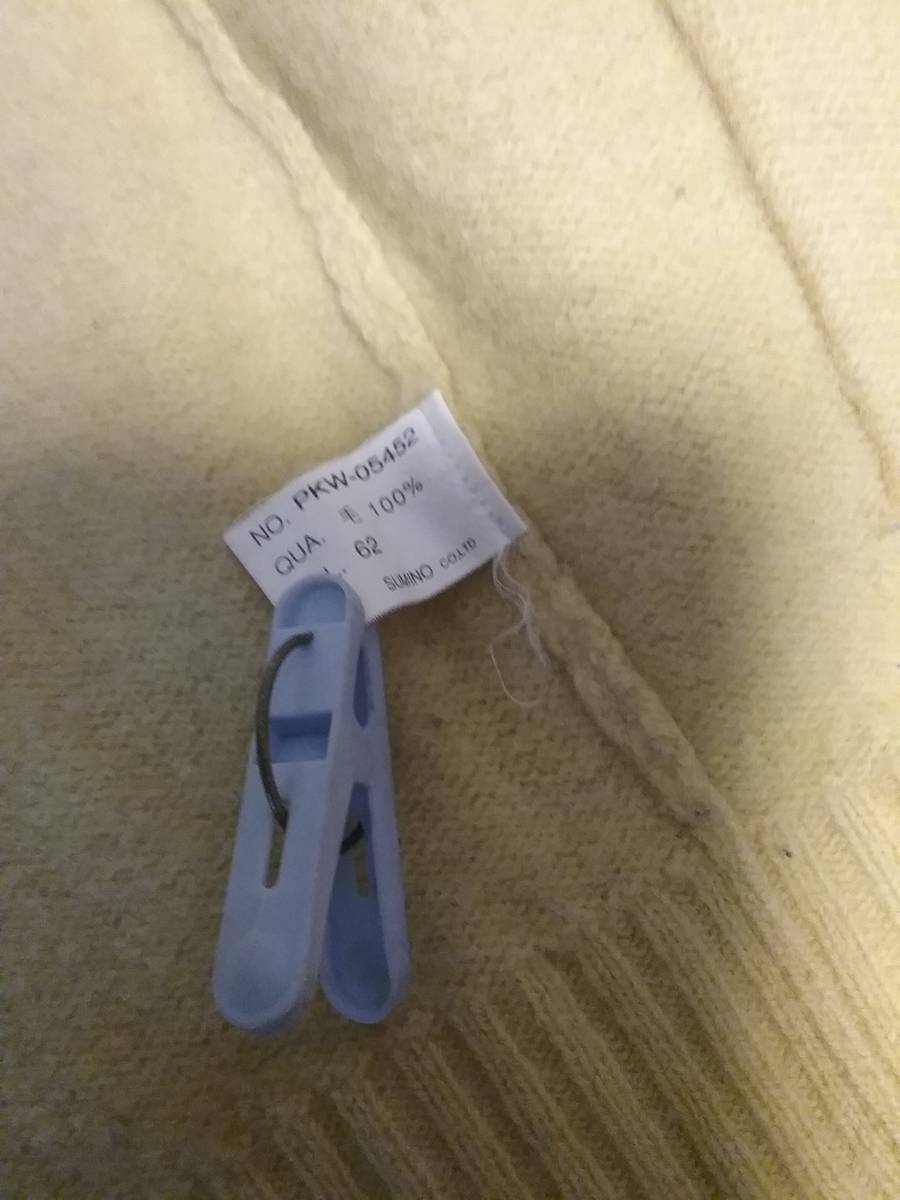 NO. PKW-05452
QUA. 毛 100%
L. 62
SUMINO CO.LTD